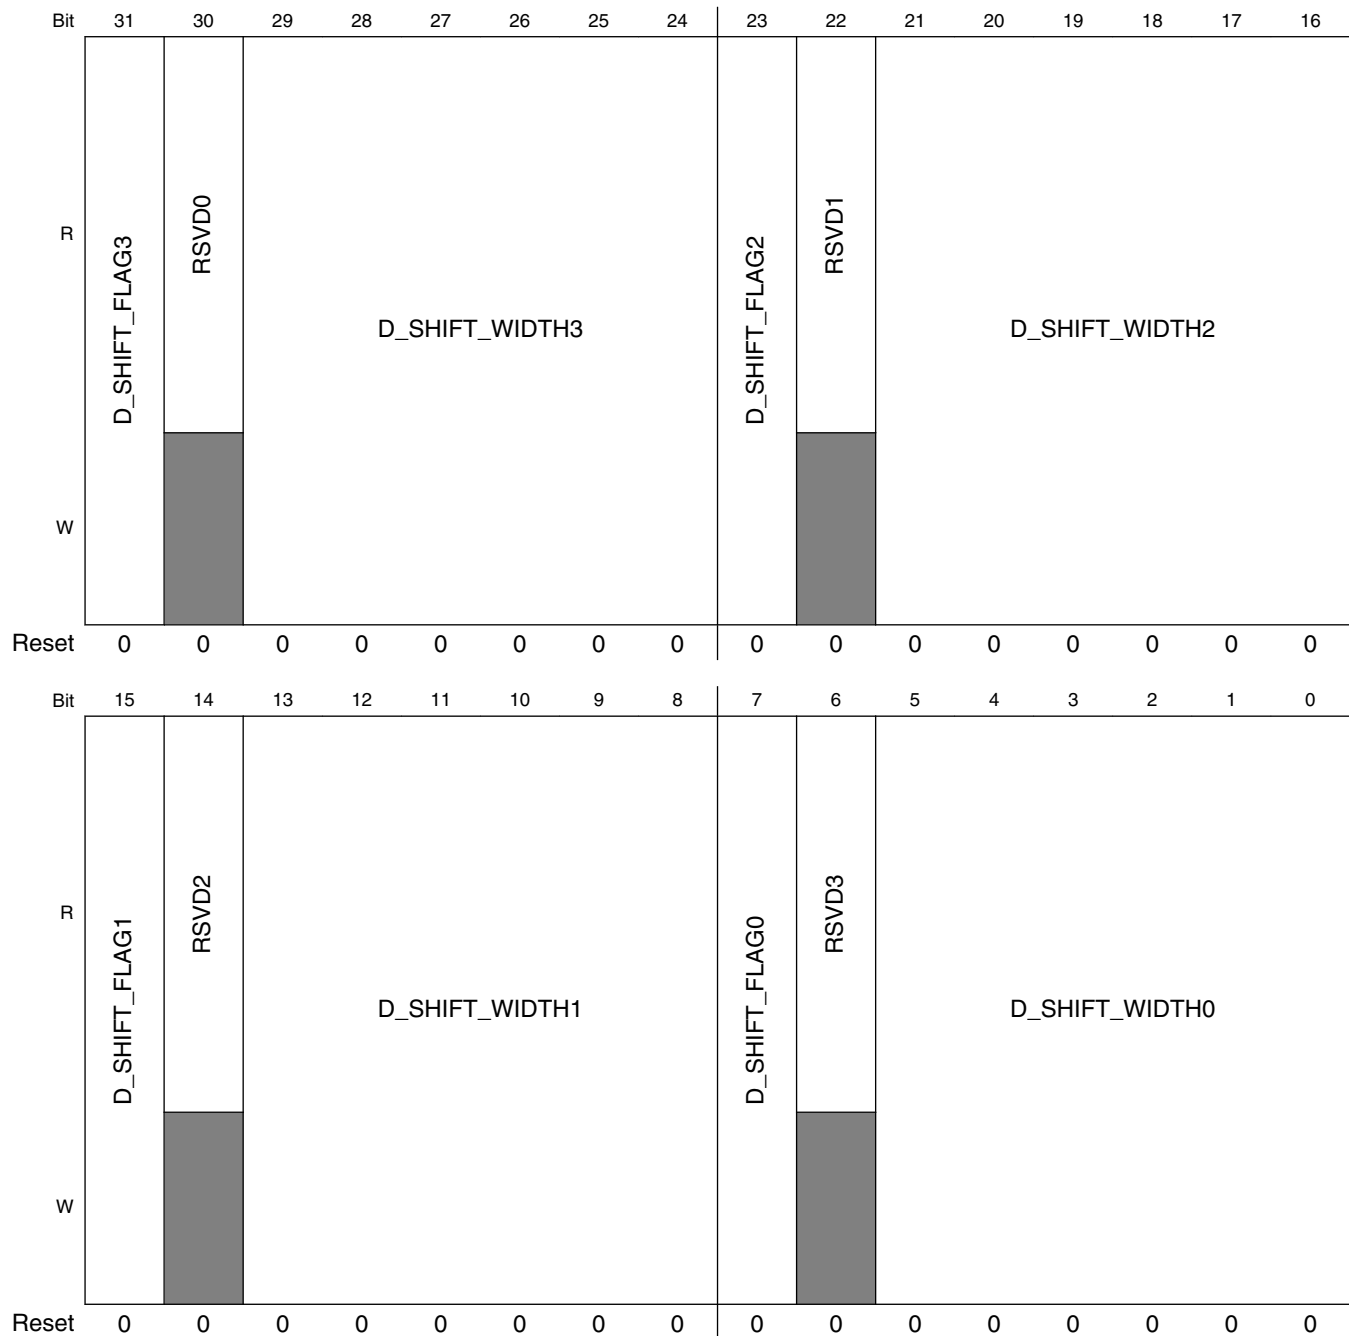 Bit 31 30 29 28 27 26 25 24 23 22 21 20 19 18 17 16
R
D_SHIFT_FLAG3
RSVD0
D_SHIFT_WIDTH3
D_SHIFT_FLAG2
RSVD1
D_SHIFT_WIDTH2
W
Reset 0 0 0 0 0 0 0 0 0 0 0 0 0 0 0 0
Bit 15 14 13 12 11 10 9 8 7 6 5 4 3 2 1 0
R
D_SHIFT_FLAG1
RSVD2
D_SHIFT_WIDTH1
D_SHIFT_FLAG0
RSVD3
D_SHIFT_WIDTH0
W
Reset 0 0 0 0 0 0 0 0 0 0 0 0 0 0 0 0